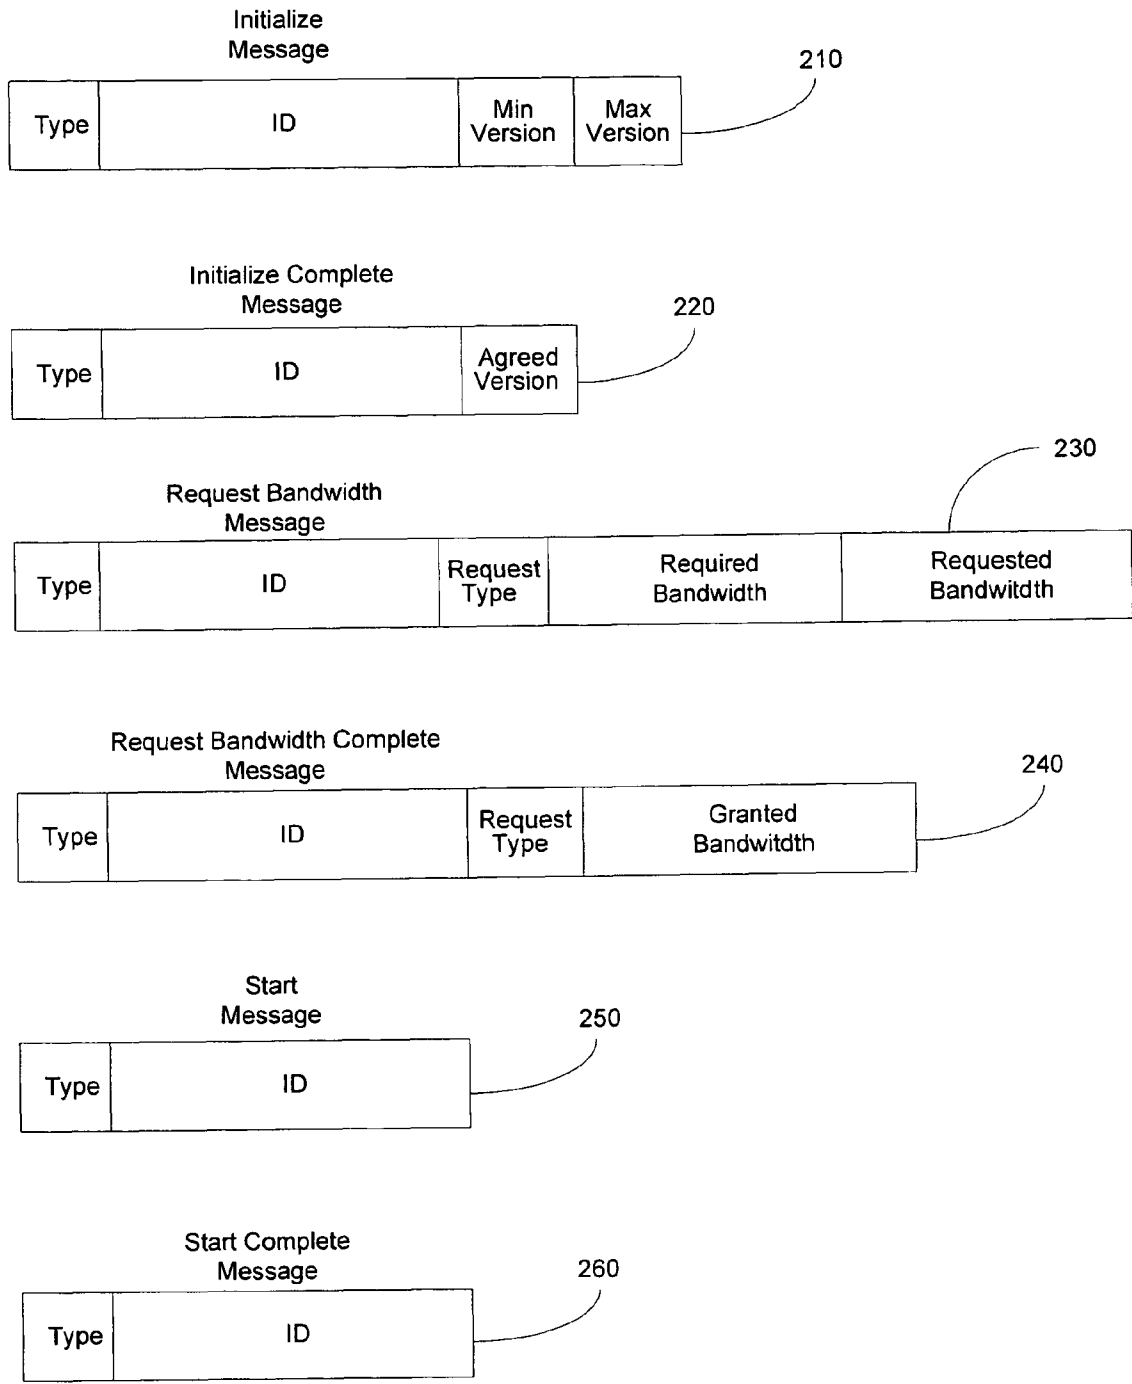 Initialize
Message
210
Type
ID
Min
Version
Max
Version
Initialize Complete
Message
220
Type
ID
Agreed
Version
230
Request Bandwidth
Message
Type
ID
Request
Type
Required
Bandwidth
Requested
Bandwitdth
Request Bandwidth Complete
Message
240
Type
ID
Request
Type
Granted
Bandwitdth
Start
Message
250
Type
ID
Start Complete
Message
260
Type
ID